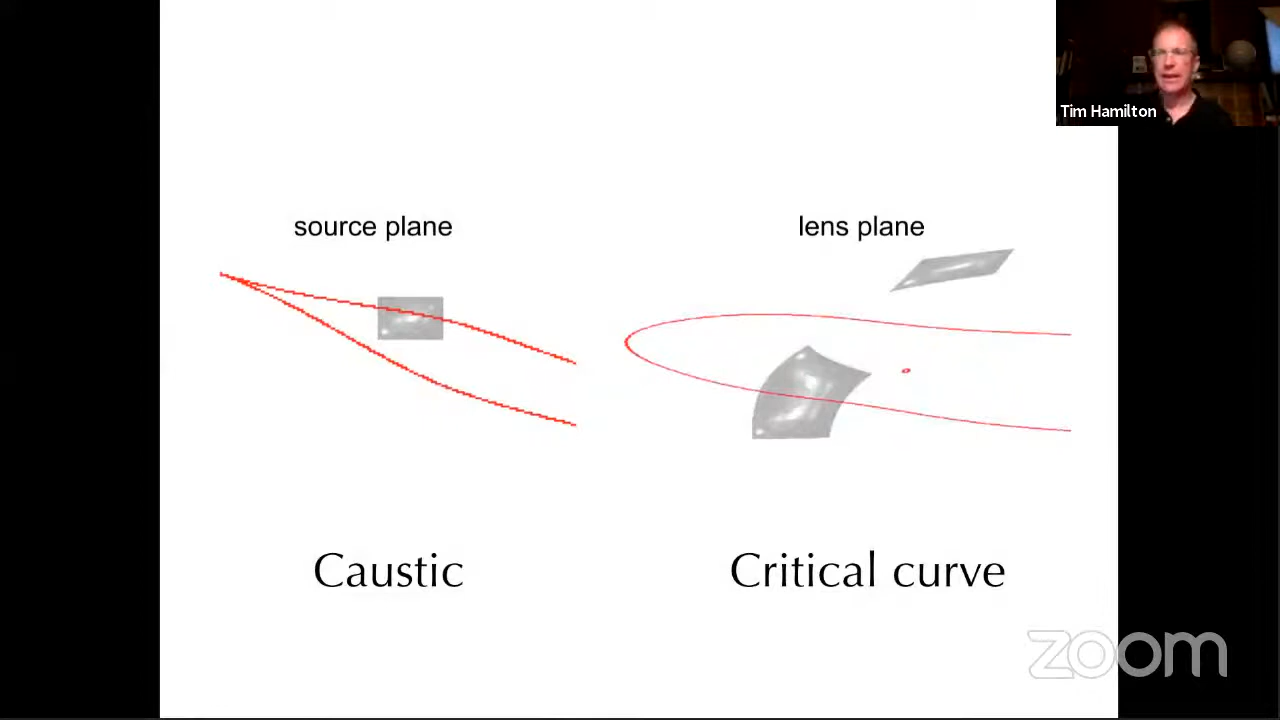 Tim Hamilton
source plane
lens plane
Caustic
Critical curve
zoom